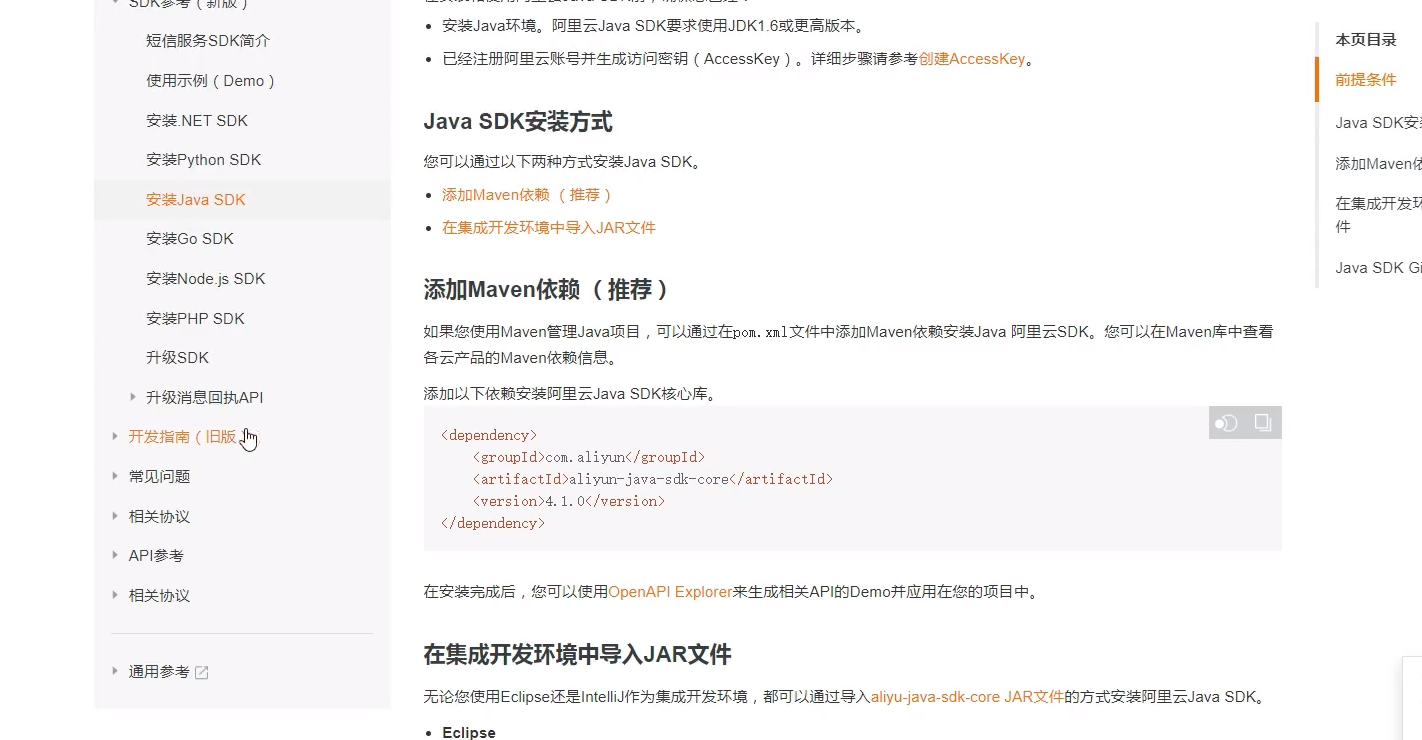 SDK参考（新版）
短信服务SDK简介
使用示例（Demo）
安装.NET SDK
安装Python SDK
安装Java SDK
安装Go SDK
安装Node.js SDK
安装PHP SDK
升级SDK
升级消息回执API
开发指南（旧版
常见问题
相关协议
API参考
相关协议
通用参考
安装Java环境。阿里云Java SDK要求使用JDK1.6或更高版本。
已经注册阿里云账号并生成访问密钥（AccessKey）。详细步骤请参考创建AccessKey。
Java SDK安装方式
您可以通过以下两种方式安装Java SDK。
添加Maven依赖 （推荐）
在集成开发环境中导入JAR文件
添加Maven依赖 （推荐）
如果您使用Maven管理Java项目，可以通过在pom.xml文件中添加Maven依赖安装Java 阿里云SDK。您可以在Maven库中查看
各云产品的Maven依赖信息。
添加以下依赖安装阿里云Java SDK核心库。
<dependency>
<groupId>com.aliyun</groupId>
<artifactId>aliyun-java-sdk-core</artifactId>
<version>4.1.0</version>
</dependency>
在安装完成后，您可以使用OpenAPI Explorer来生成相关API的Demo并应用在您的项目中。
在集成开发环境中导入JAR文件
无论您使用Eclipse还是IntelliJ作为集成开发环境，都可以通过导入aliyu-java-sdk-core JAR文件的方式安装阿里云Java SDK。
Eclipse
本页目录
前提条件
Java SDK安
添加Maven依
在集成开发环
件
Java SDK Gi